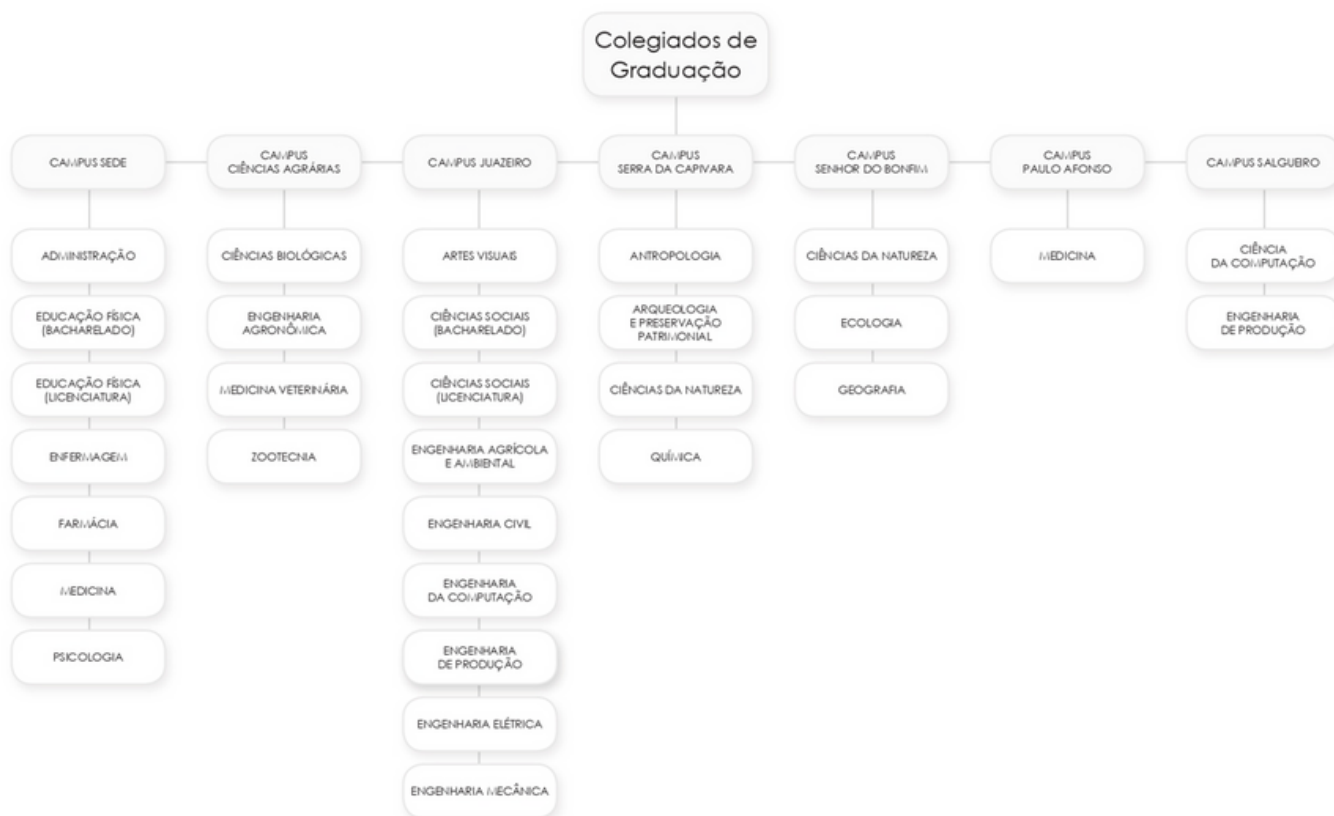 Colegiados de
Graduação
CAMPUS SEDE
CAMPUS
CIÊNCIAS AGRÁRIAS
CAMPUS JUAZEIRO
CAMPUS
SERRA DA CAPIVARA
CAMPUS
SENHOR DO BONFIM
CAMPUS
PAULO AFONSO
CAMPUS SALGUEIRO
ADMINISTRAÇÃO
EDUCAÇÃO FÍSICA
(BACHARELADO)
EDUCAÇÃO FÍSICA
(LICENCIATURA)
ENFERMAGEM
FARMÁCIA
MEDICINA
PSICOLOGIA
CIÊNCIAS BIOLÓGICAS
ENGENHARIA
AGRONÔMICA
MEDICINA VETERINÁRIA
ZOOTECNIA
ARTES VISUAIS
CIÊNCIAS SOCIAIS
(BACHARELADO)
CIÊNCIAS SOCIAIS
(LICENCIATURA)
ENGENHARIA AGRÍCOLA
E AMBIENTAL
ENGENHARIA CIVIL
ENGENHARIA
DA COMPUTAÇÃO
ENGENHARIA
DE PRODUÇÃO
ENGENHARIA ELÉTRICA
ENGENHARIA MECÂNICA
ANTROPOLOGIA
ARQUEOLOGIA
E PRESERVAÇÃO
PATRIMONIAL
CIÊNCIAS DA NATUREZA
QUÍMICA
CIÊNCIAS DA NATUREZA
ECOLOGIA
GEOGRAFIA
MEDICINA
CIÊNCIA
DA COMPUTAÇÃO
ENGENHARIA
DE PRODUÇÃO